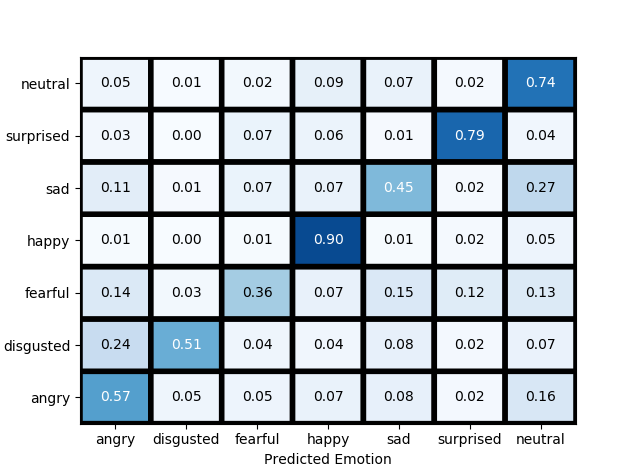 neutral 0.05 0.01 0.02 0.09 0.07 0.02 0.74
surprised 0.03 0.00 0.07 0.06 0.01 0.79 0.04
sad 0.11 0.01 0.07 0.07 0.45 0.02 0.27
happy 0.01 0.00 0.01 0.90 0.01 0.02 0.05
fearful 0.14 0.03 0.36 0.07 0.15 0.12 0.13
disgusted 0.24 0.51 0.04 0.04 0.08 0.02 0.07
angry 0.57 0.05 0.05 0.07 0.08 0.02 0.16
angry disgusted fearful happy sad surprised neutral
Predicted Emotion